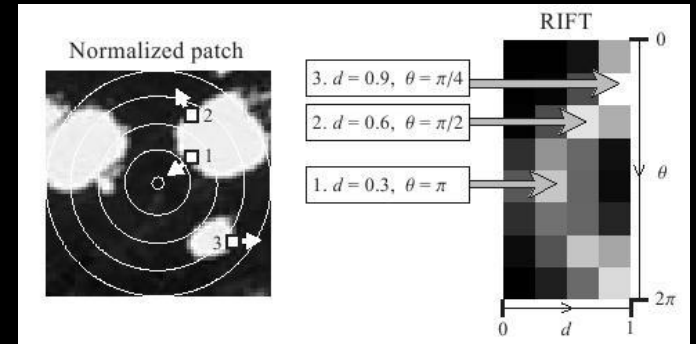 Normalized patch
1
2
3
3. d = 0.9, θ = π/4
2. d = 0.6, θ = π/2
1. d = 0.3, θ = π
RIFT
0
θ
2π
0
d
1